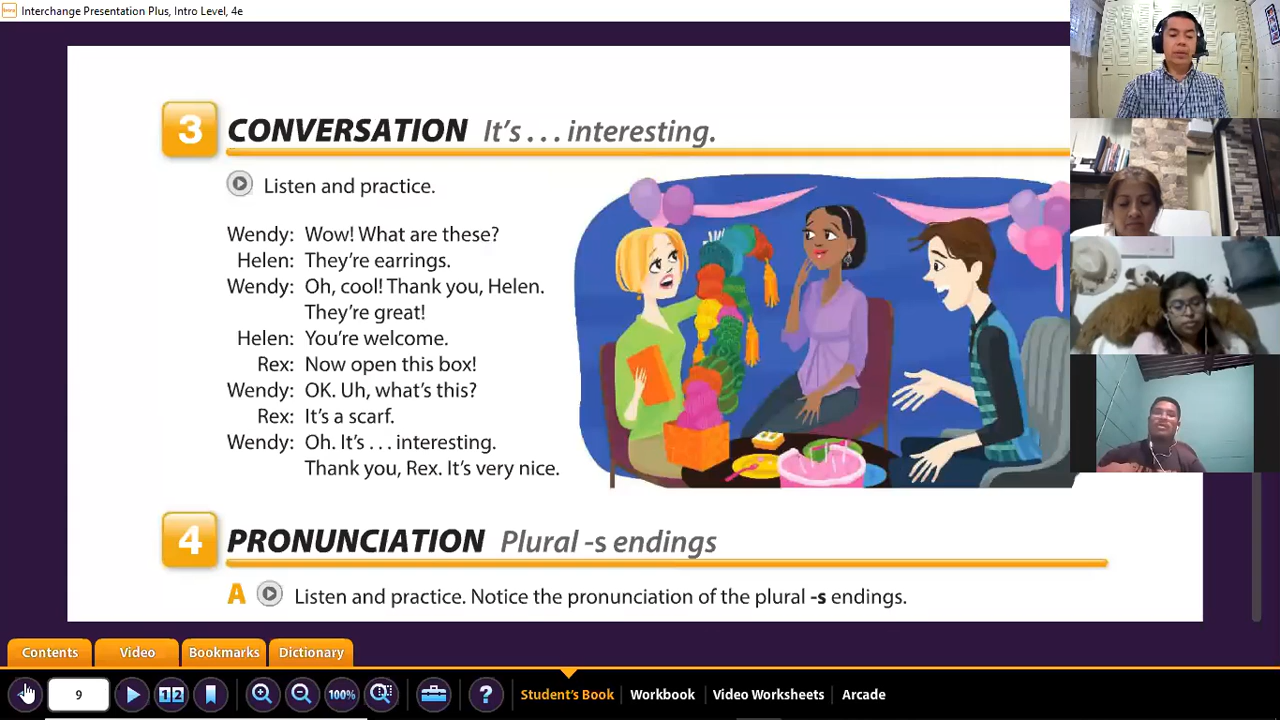 Interchange Presentation Plus, Intro Level, 4e
3 CONVERSATION It's . . . interesting.
Listen and practice.
Wendy: Wow! What are these?
Helen: They're earrings.
Wendy: Oh, cool! Thank you, Helen.
They're great!
Helen: You're welcome.
Rex: Now open this box!
Wendy: OK. Uh, what's this?
Rex: It's a scarf.
Wendy: Oh. It's . . . interesting.
Thank you, Rex. It's very nice.
4 PRONUNCIATION Plural -s endings
A Listen and practice. Notice the pronunciation of the plural -s endings.
Contents Video Bookmarks Dictionary
9 12 100% ? Student's Book Workbook Video Worksheets Arcade